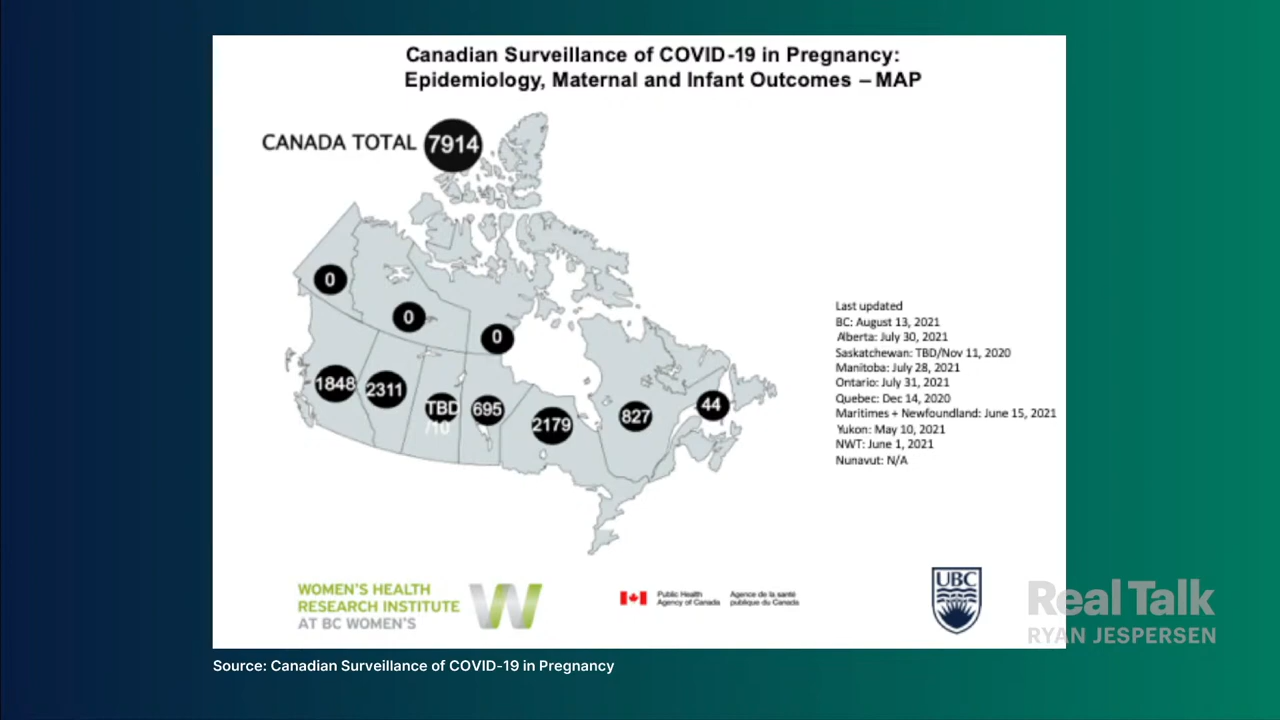 Canadian Surveillance of COVID-19 in Pregnancy:
Epidemiology, Maternal and Infant Outcomes – MAP
CANADA TOTAL 7914
0
0
0
1848
2311
TBD
/10
695
2179
827
44
Last updated
BC: August 13, 2021
Alberta: July 30, 2021
Saskatchewan: TBD/Nov 11, 2020
Manitoba: July 28, 2021
Ontario: July 31, 2021
Quebec: Dec 14, 2020
Maritimes + Newfoundland: June 15, 2021
Yukon: May 10, 2021
NWT: June 1, 2021
Nunavut: N/A
WOMEN'S HEALTH
RESEARCH INSTITUTE
AT BC WOMEN'S
W
Public Health
Agency of Canada
Agence de la santé
publique du Canada
UBC
Real Talk
RYAN JESPERSEN
Source: Canadian Surveillance of COVID-19 in Pregnancy